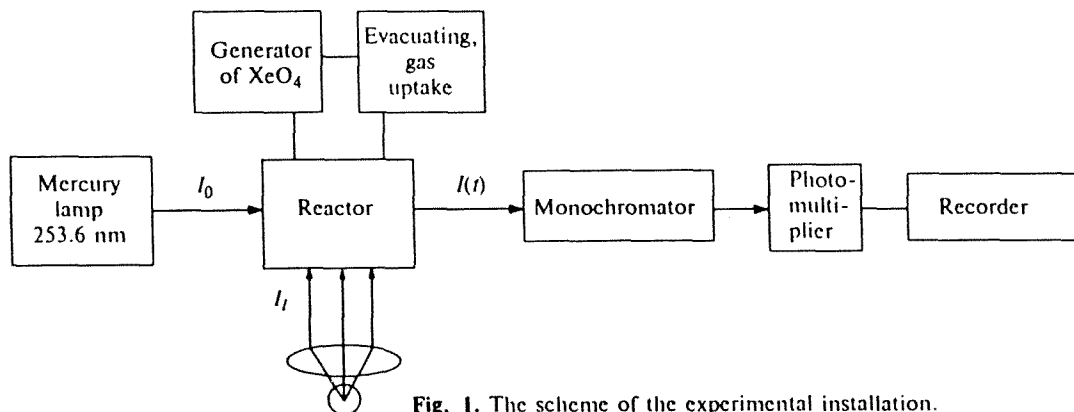 Generator
of XeO4
Evacuating,
gas
uptake
Mercury
lamp
253.6 nm
I0
Reactor
I(t)
Monochromator
Photo-
multi-
plier
Recorder
Il
Fig. 1. The scheme of the experimental installation.